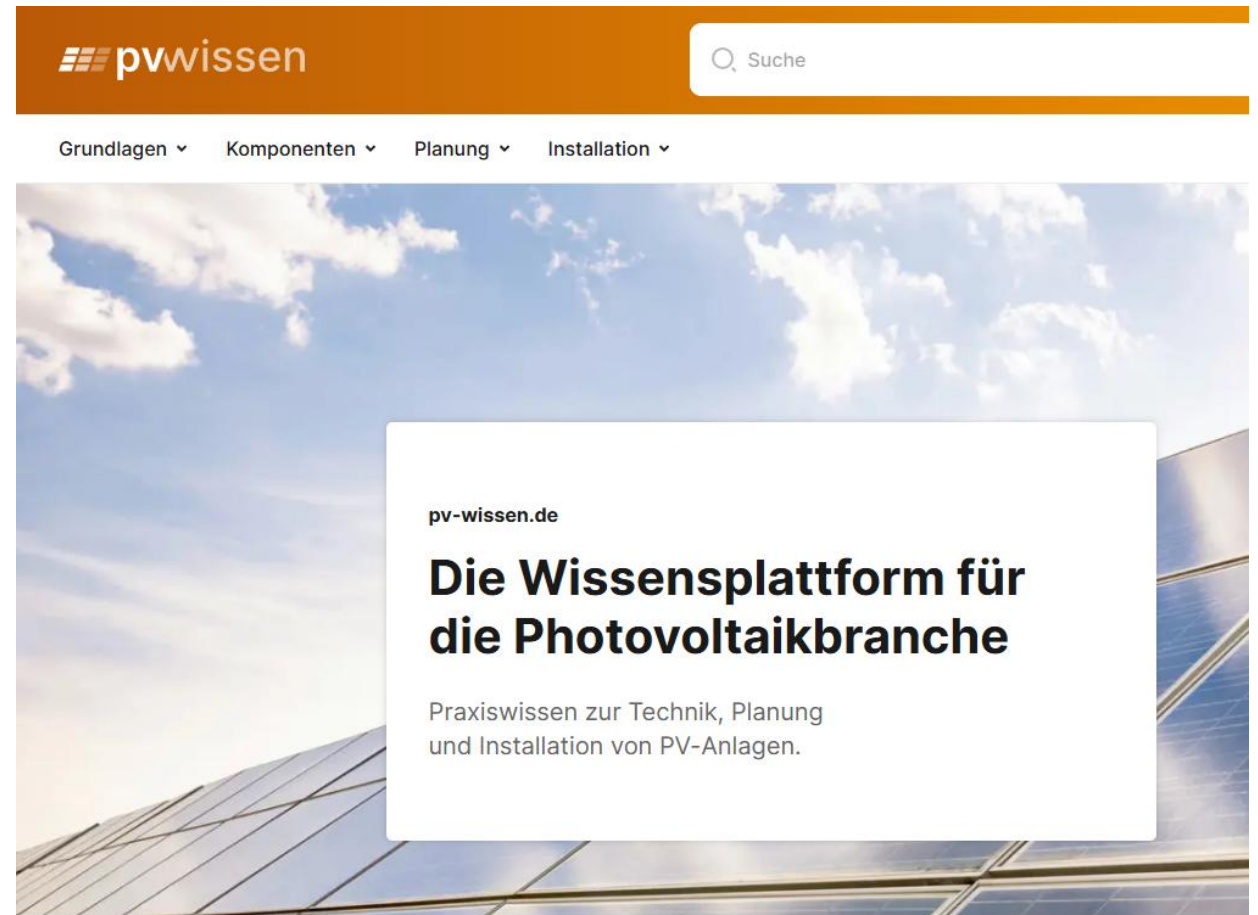 pvwissen
Suche
Grundlagen
Komponenten
Planung
Installation
pv-wissen.de
Die Wissensplattform für
die Photovoltaikbranche
Praxiswissen zur Technik, Planung
und Installation von PV-Anlagen.